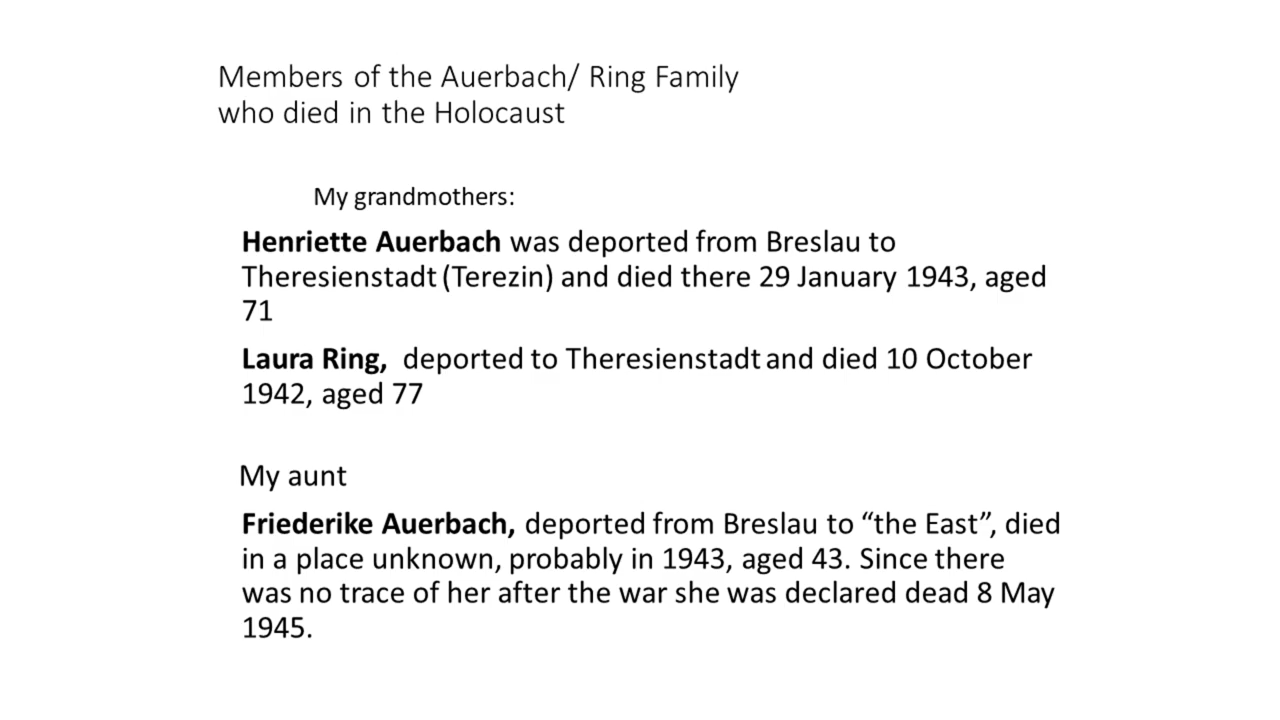 Members of the Auerbach/ Ring Family
who died in the Holocaust
My grandmothers:
Henriette Auerbach was deported from Breslau to
Theresienstadt (Terezin) and died there 29 January 1943, aged
71
Laura Ring, deported to Theresienstadt and died 10 October
1942, aged 77
My aunt
Friederike Auerbach, deported from Breslau to “the East”, died
in a place unknown, probably in 1943, aged 43. Since there
was no trace of her after the war she was declared dead 8 May
1945.